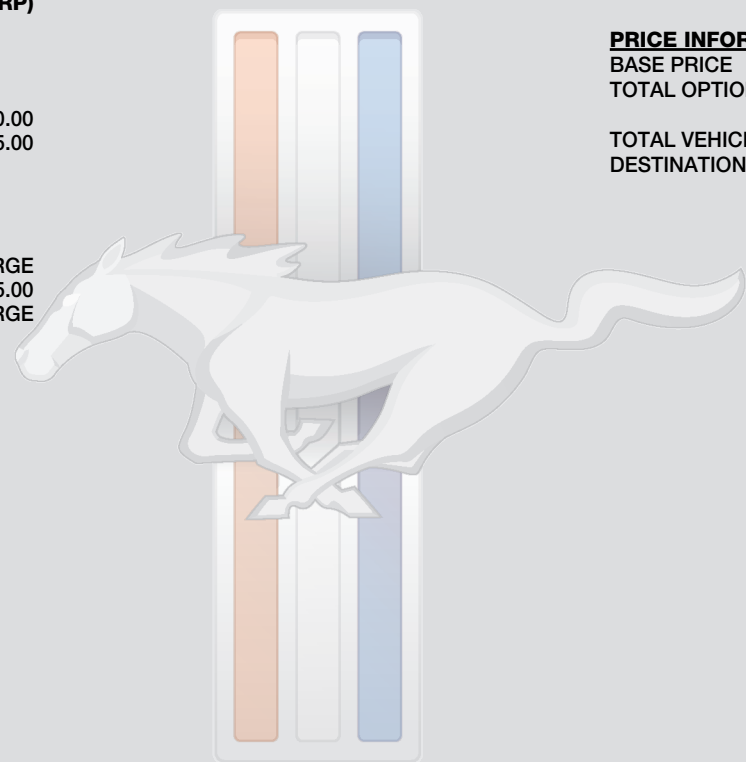 RP)
0.00
5.00
RGE
5.00
RGE
PRICE INFOR
BASE PRICE
TOTAL OPTIO
TOTAL VEHICL
DESTINATION